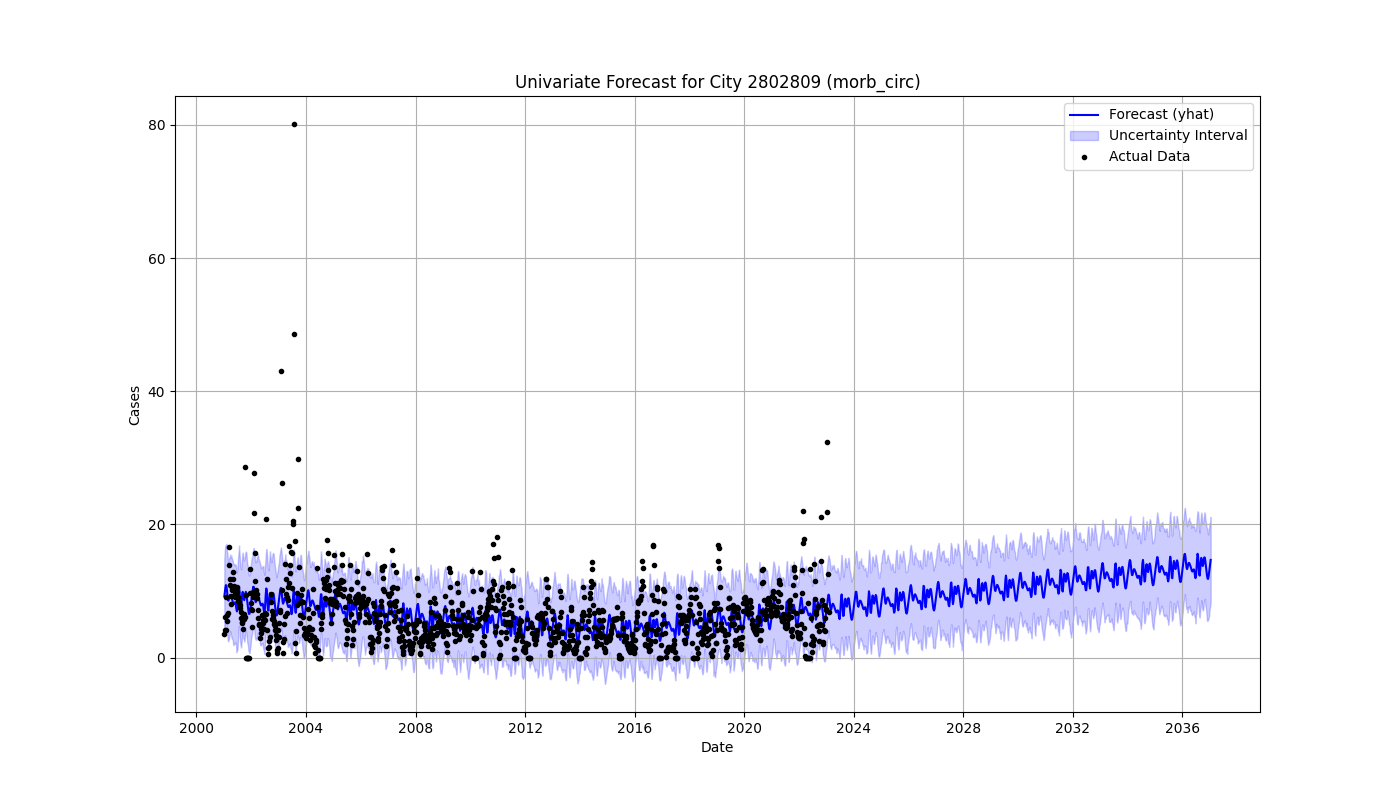 Univariate Forecast for City 2802809 (morb_circ)
Forecast (yhat)
Uncertainty Interval
Actual Data
Cases
80
60
40
20
0
2000 2004 2008 2012 2016 2020 2024 2028 2032 2036
Date